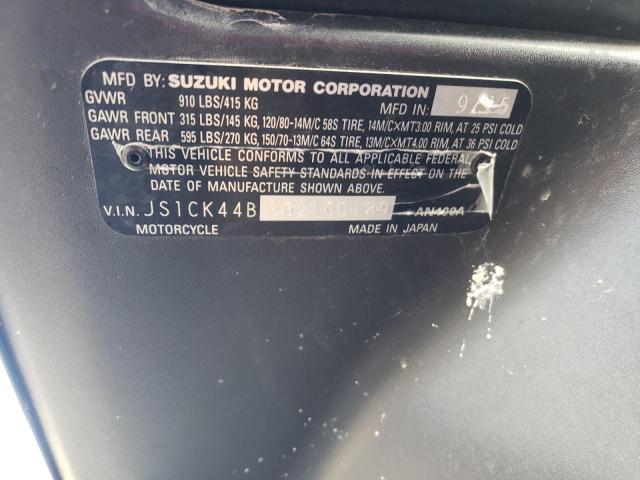 MFD BY: SUZUKI MOTOR CORPORATION
GVWR 910 LBS/415 KG MFD IN:
GAWR FRONT 315 LBS/145 KG, 120/80-14M/C 58S TIRE, 14M/CXMT3.00 RIM, AT 25 PSI COLD
GAWR REAR 595 LBS/270 KG, 150/70-13M/C 64S TIRE, 13M/CXMT4.00 RIM, AT 36 PSI COLD
THIS VEHICLE CONFORMS TO ALL APPLICABLE FEDERAL
MOTOR VEHICLE SAFETY STANDARDS IN EFFECT ON THE
DATE OF MANUFACTURE SHOWN ABOVE.
V.I.N. JS1CK44B AN400A
MOTORCYCLE MADE IN JAPAN